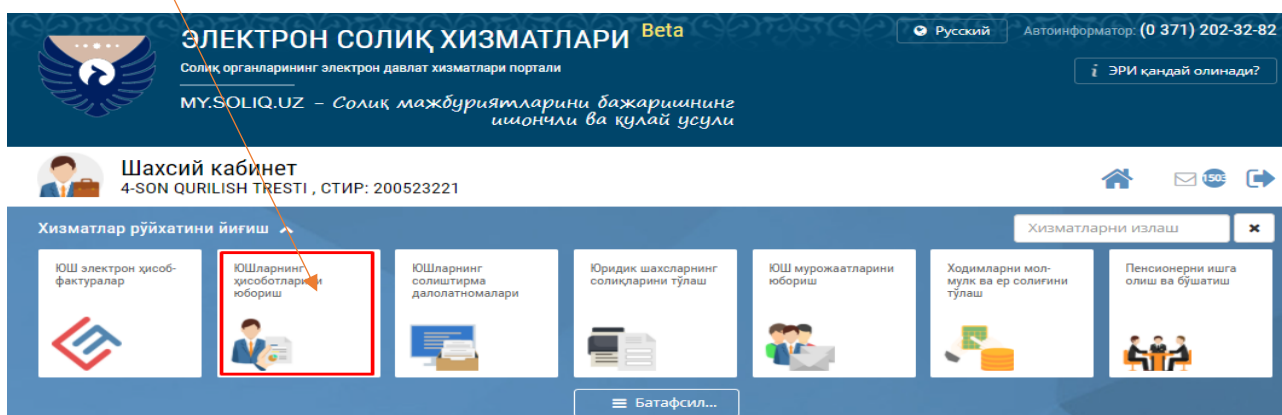 ЭЛЕКТРОН СОЛИҚ ХИЗМАТЛАРИ Beta
Русский
Автоинформатор: (0 371) 202-32-82
Солиқ органларининг электрон давлат хизматлари портали
ЭРИ қандай олинади?
MY.SOLIQ.UZ – Солиқ мажбуриятларини бажаришнинг
ишончли ва қулай усули
Шахсий кабинет
4-SON QURILISH TRESTI , СТИР: 200523221
1503
Хизматлар рўйхатини йиғиш
Хизматларни излаш
ЮШ электрон ҳисоб-
фактуралар
ЮШларнинг
ҳисоботларини
юбориш
ЮШларнинг
солиштирма
далолатномалари
Юридик шахсларнинг
солиқларини тўлаш
ЮШ мурожаатларини
юбориш
Ходимларни мол-
мулк ва ер солиғини
тўлаш
Пенсионерни ишга
олиш ва бўшатиш
Батафсил...